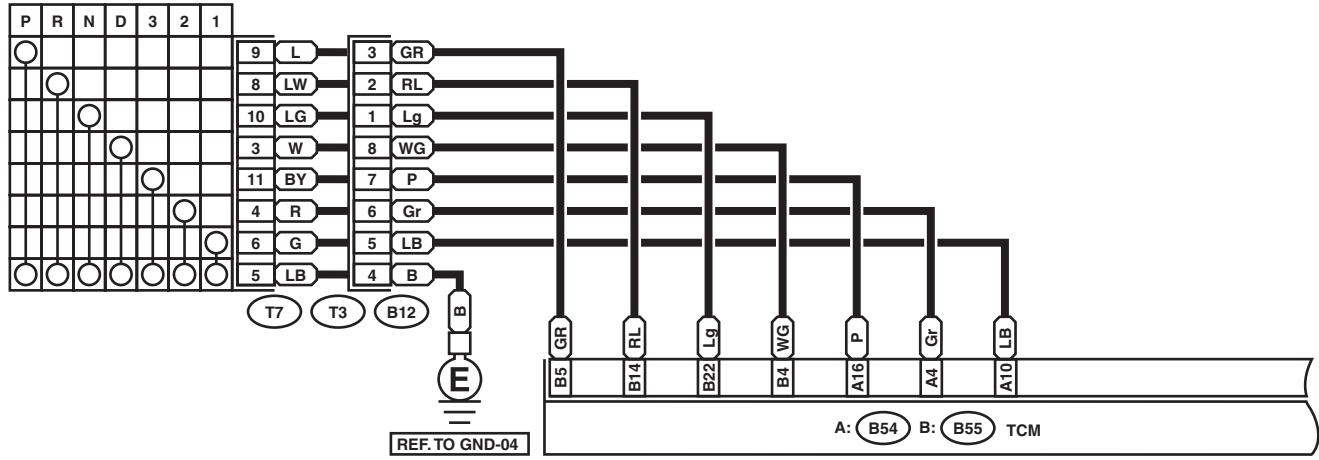 P R N D 3 2 1
9 L 3 GR
8 LW 2 RL
10 LG 1 Lg
3 W 8 WG
11 BY 7 P
4 R 6 Gr
6 G 5 LB
5 LB 4 B
T7 T3 B12
B
E
REF. TO GND-04
GR RL Lg WG P Gr LB
B5 B14 B22 B4 A16 A4 A10
A: B54 B: B55 TCM